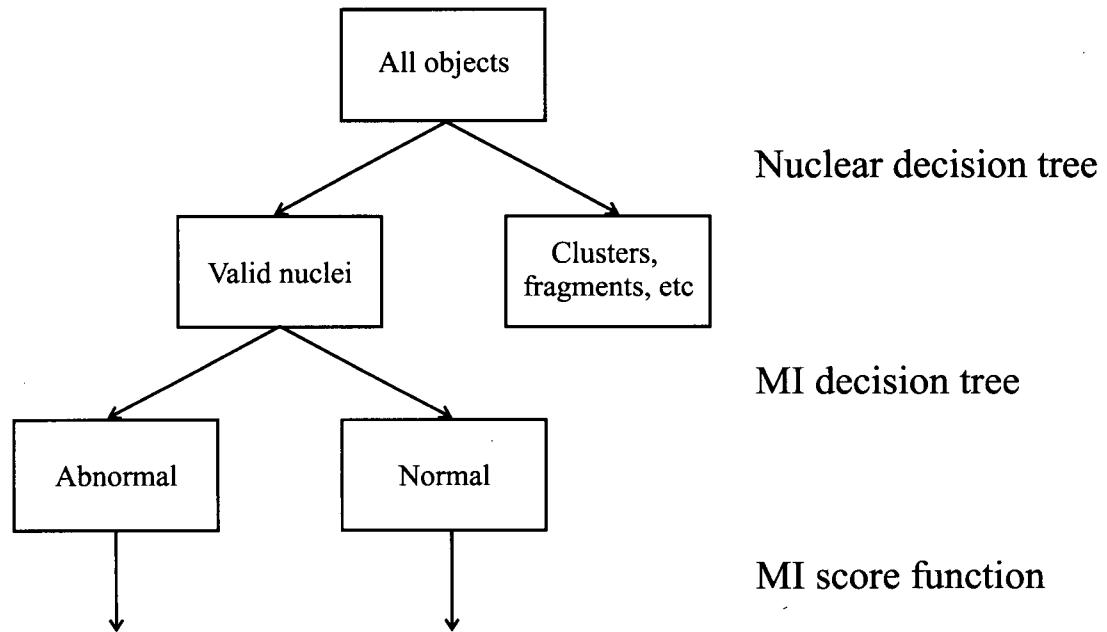 All objects
Nuclear decision tree
Valid nuclei
Clusters,
fragments, etc
MI decision tree
Abnormal
Normal
MI score function